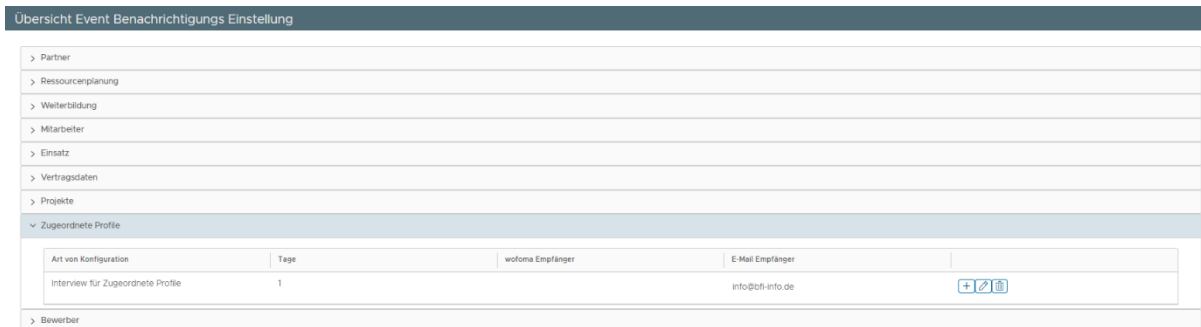 Übersicht Event Benachrichtigungs Einstellung
Partner
Ressourcenplanung
Weiterbildung
Mitarbeiter
Einsatz
Vertragsdaten
Projekte
Zugeordnete Profile
Art von Konfiguration Tage wofoma Empfänger E-Mail Empfänger
Interview für Zugeordnete Profile 1 info@bfi-info.de
Bewerber